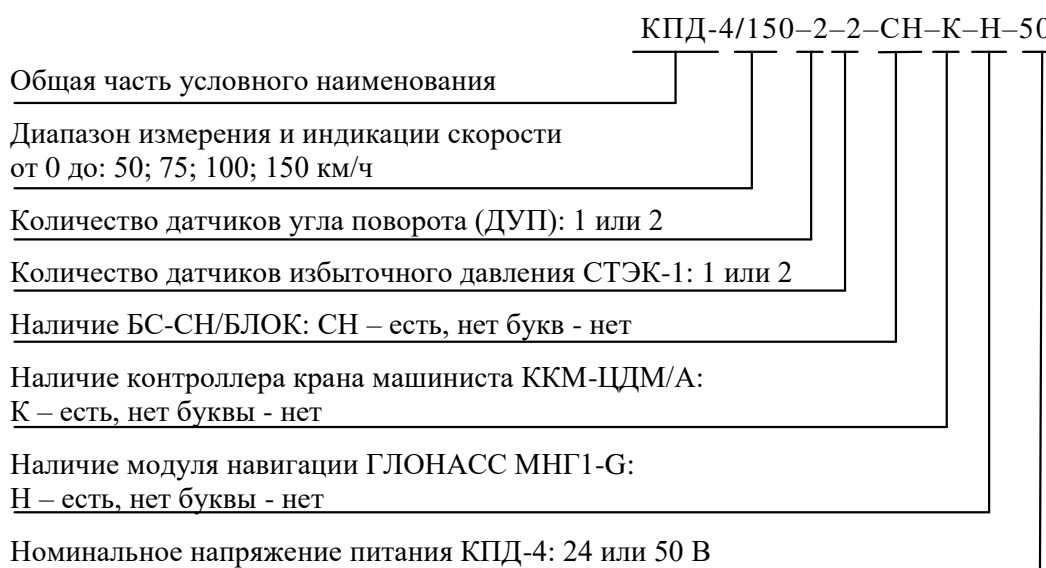 КПД-4/150–2–2–СН–К–Н–50
Общая часть условного наименования
Диапазон измерения и индикации скорости
от 0 до: 50; 75; 100; 150 км/ч
Количество датчиков угла поворота (ДУП): 1 или 2
Количество датчиков избыточного давления СТЭК-1: 1 или 2
Наличие БС-СН/БЛОК: СН – есть, нет букв - нет
Наличие контроллера крана машиниста ККМ-ЦДМ/А:
К – есть, нет буквы - нет
Наличие модуля навигации ГЛОНАСС МНГ1-G:
Н – есть, нет буквы - нет
Номинальное напряжение питания КПД-4: 24 или 50 В